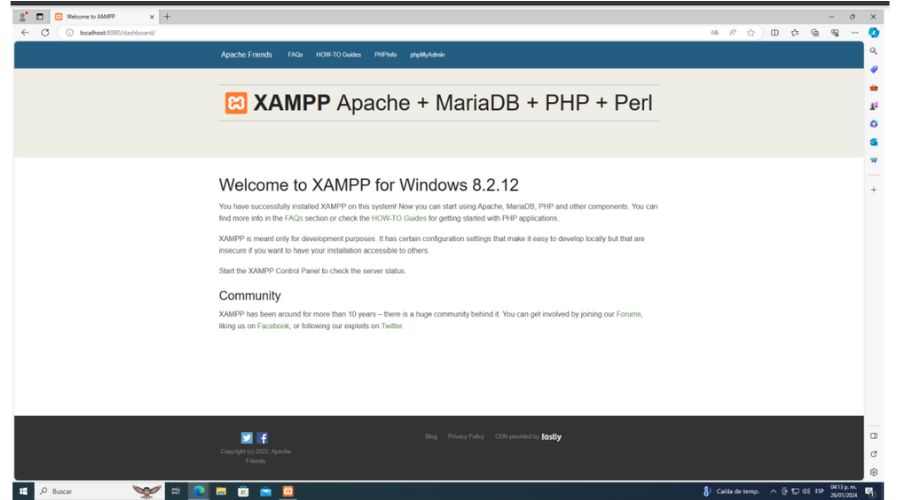 Welcome to XAMPP
localhost:8080/dashboard/
Apache Friends FAQs HOW-TO Guides PHPInfo phpMyAdmin
XAMPP Apache + MariaDB + PHP + Perl
Welcome to XAMPP for Windows 8.2.12
You have successfully installed XAMPP on this system! Now you can start using Apache, MariaDB, PHP and other components. You can
find more info in the FAQs section or check the HOW-TO Guides for getting started with PHP applications.
XAMPP is meant only for development purposes. It has certain configuration settings that make it easy to develop locally but that are
insecure if you want to have your installation accessible to others.
Start the XAMPP Control Panel to check the server status.
Community
XAMPP has been around for more than 10 years – there is a huge community behind it. You can get involved by joining our Forums,
liking us on Facebook, or following our exploits on Twitter.
Blog Privacy Policy CDN provided by fastly
Copyright (c) 2022, Apache
Friends
Buscar
Caída de temp.
ESP
04:13 p. m.
26/01/2024